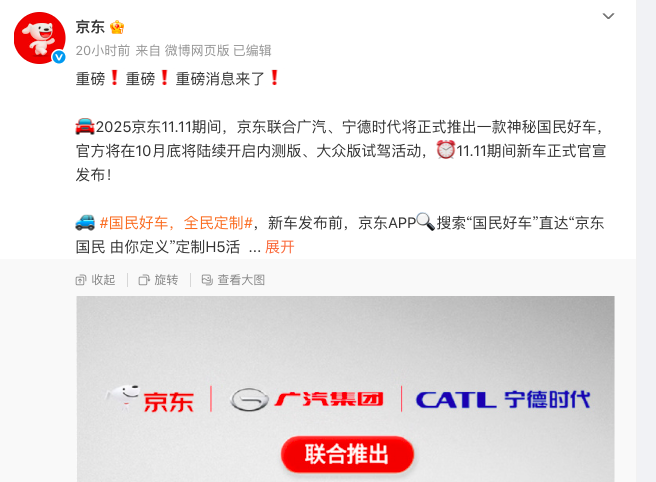 京东
20小时前 来自 微博网页版 已编辑
重磅❗重磅❗重磅消息来了❗
🚘2025京东11.11期间，京东联合广汽、宁德时代将正式推出一款神秘国民好车，
官方将在10月底将陆续开启内测版、大众版试驾活动，⏰11.11期间新车正式官宣
发布！
🚙 #国民好车，全民定制#，新车发布前，京东APP🔍搜索“国民好车”直达“京东
国民 由你定义”定制H5活 ... 展开
收起 旋转 查看大图
京东 广汽集团 CATL 宁德时代
联合推出